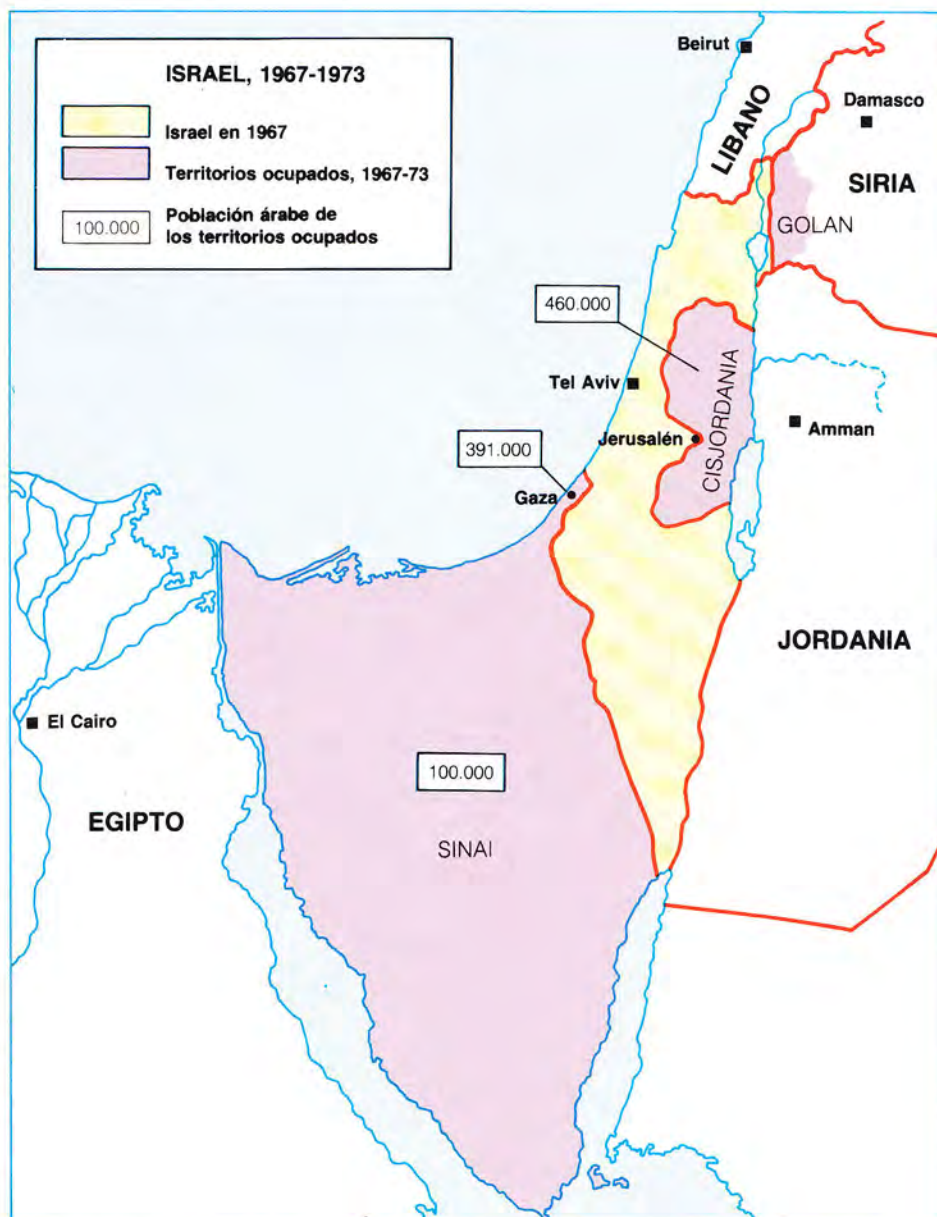 ISRAEL, 1967-1973
Israel en 1967
Territorios ocupados, 1967-73
100.000
Población árabe de
los territorios ocupados
Beirut
LIBANO
Damasco
SIRIA
GOLAN
460.000
Tel Aviv
CISJORDANIA
Jerusalén
Amman
391.000
Gaza
JORDANIA
El Cairo
100.000
EGIPTO
SINAI